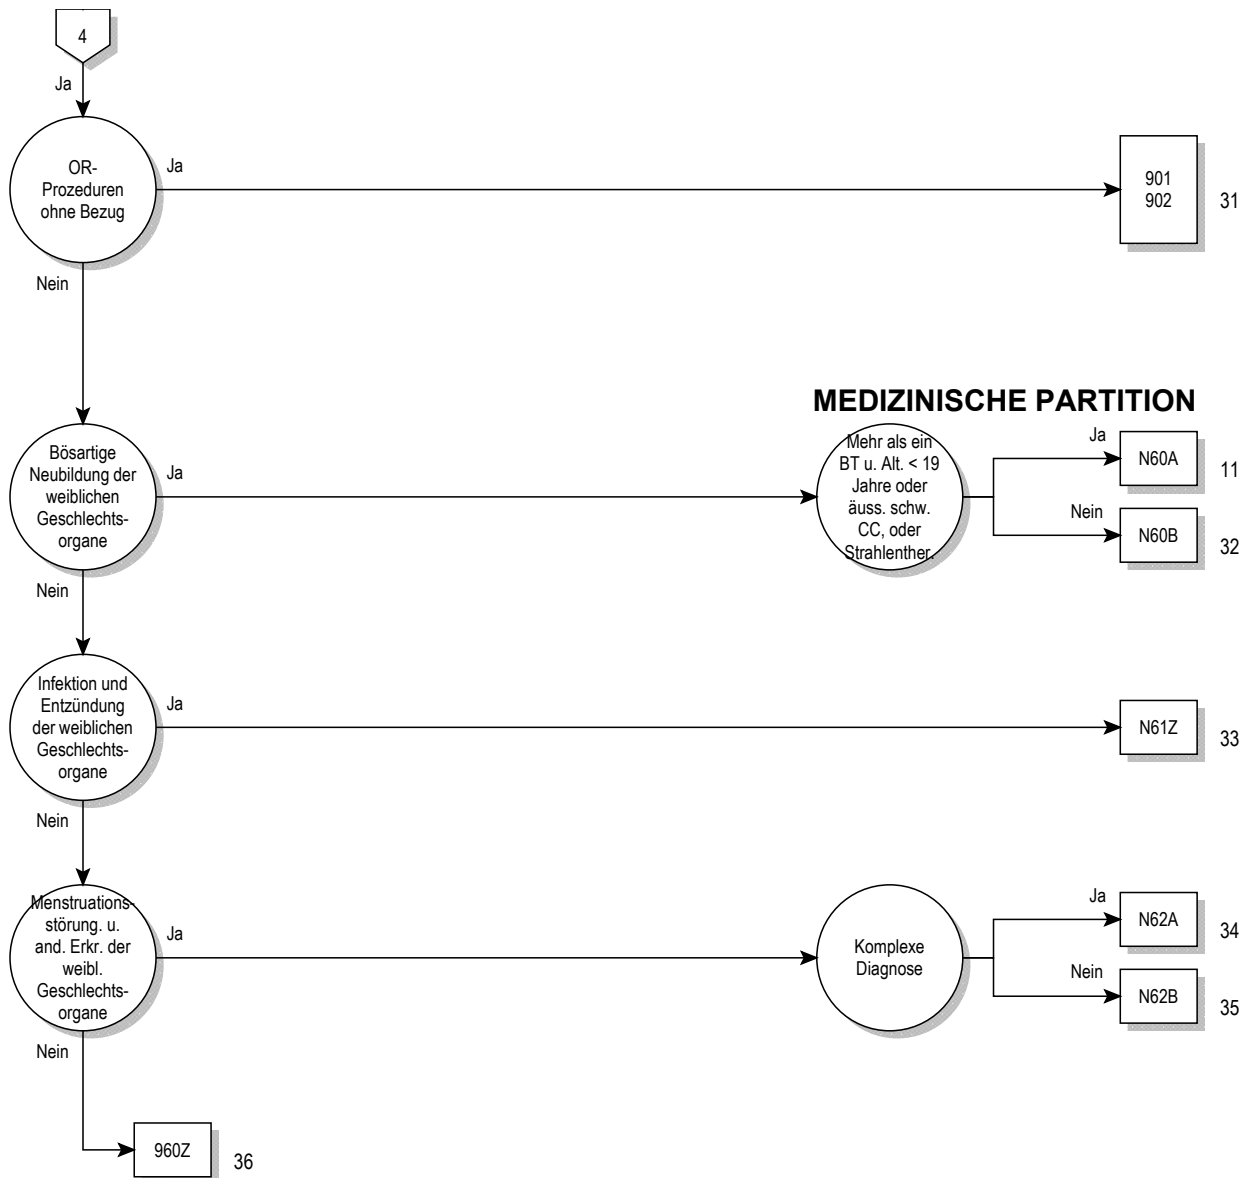 4
Ja
OR-
Prozeduren
ohne Bezug
Ja
901
902
31
Nein
MEDIZINISCHE PARTITION
Bösartige
Neubildung der
weiblichen
Geschlechts-
organe
Ja
Mehr als ein
BT u. Alt. < 19
Jahre oder
äuss. schw.
CC, oder
Strahlenther.
Ja
N60A
11
Nein
N60B
32
Nein
Infektion und
Entzündung
der weiblichen
Geschlechts-
organe
Ja
N61Z
33
Nein
Menstruations-
störung. u.
and. Erkr. der
weibl.
Geschlechts-
organe
Ja
Komplexe
Diagnose
Ja
N62A
34
Nein
N62B
35
Nein
960Z
36